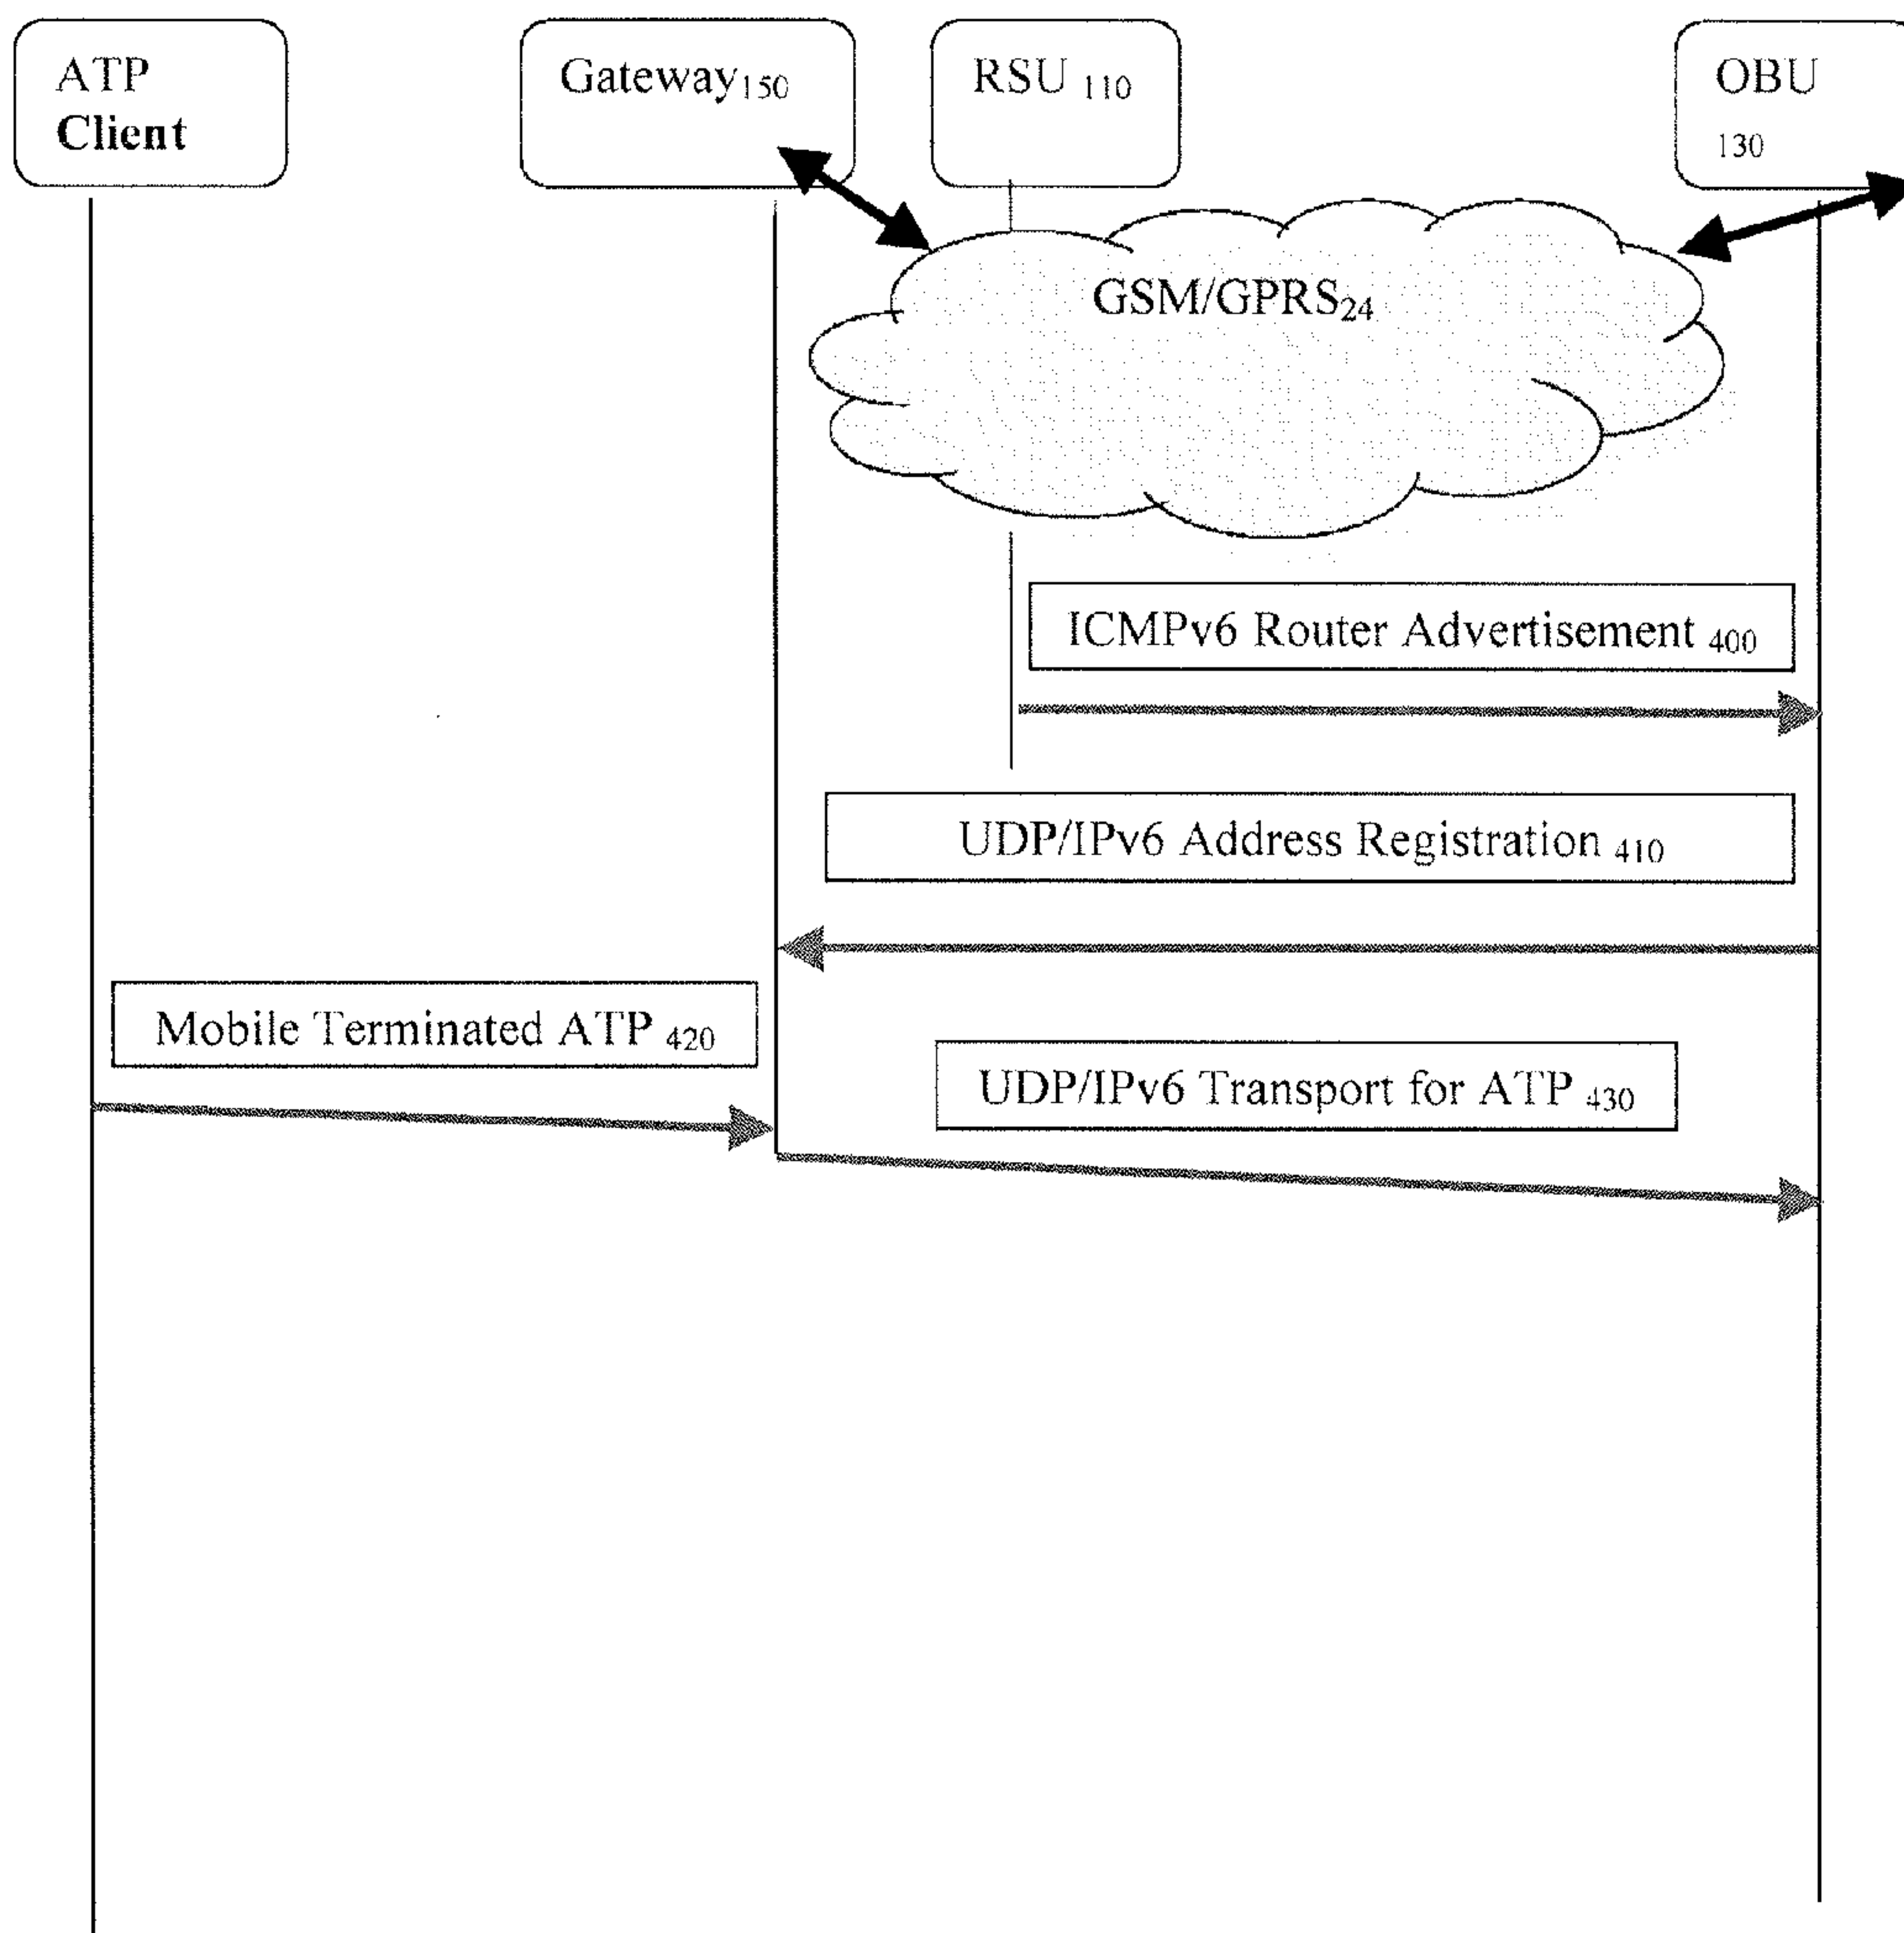 ATP
Client
Gateway150
RSU 110
OBU
130
GSM/GPRS24
ICMPv6 Router Advertisement 400
UDP/IPv6 Address Registration 410
Mobile Terminated ATP 420
UDP/IPv6 Transport for ATP 430